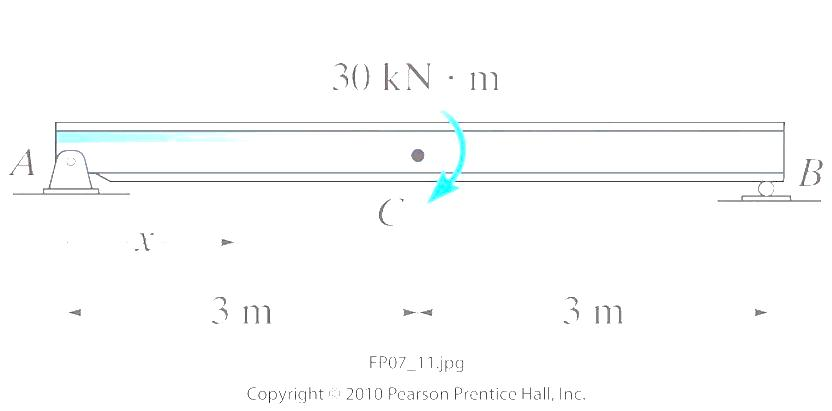 30 kN · m
A
B
C
x
3 m 3 m
FP07_11.jpg
Copyright © 2010 Pearson Prentice Hall, Inc.